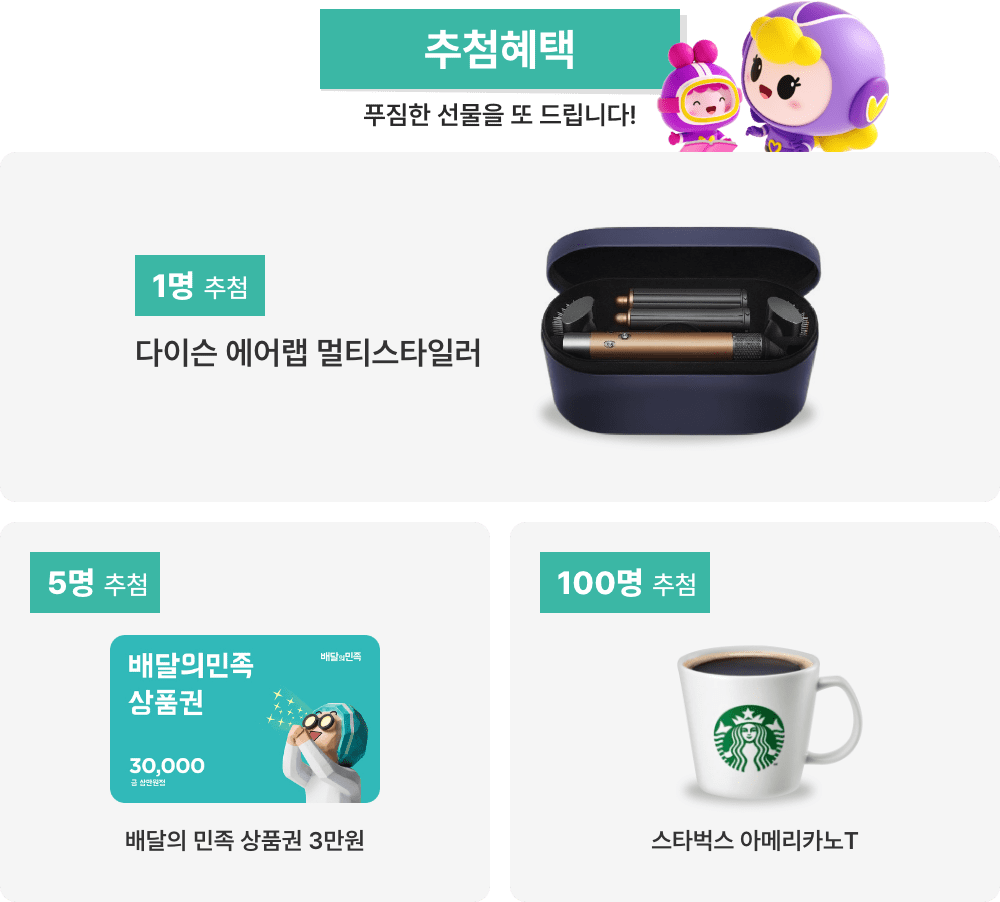 추첨혜택
푸짐한 선물을 또 드립니다!
1명 추첨
다이슨 에어랩 멀티스타일러
5명 추첨
배달의민족
상품권
배달의민족
30,000
금 삼만원정
배달의 민족 상품권 3만원
100명 추첨
스타벅스 아메리카노T